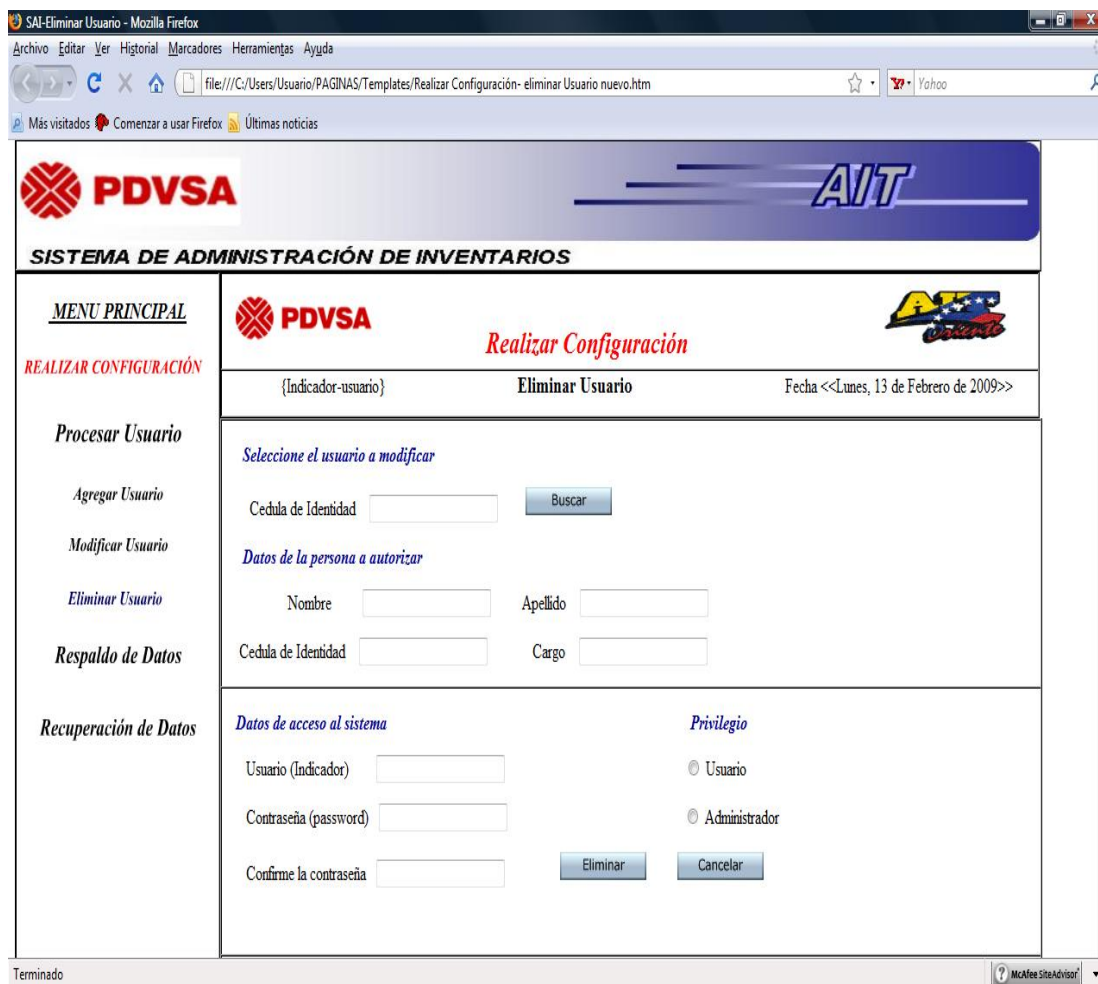 SAI-Eliminar Usuario - Mozilla Firefox
Archivo Editar Ver Historial Marcadores Herramientas Ayuda
file:///C:/Users/Usuario/PAGINAS/Templates/Realizar Configuración- eliminar Usuario nuevo.htm
Yahoo
Más visitados Comenzar a usar Firefox Últimas noticias
PDVSA
AIT
SISTEMA DE ADMINISTRACIÓN DE INVENTARIOS
MENU PRINCIPAL
REALIZAR CONFIGURACIÓN
Procesar Usuario
Agregar Usuario
Modificar Usuario
Eliminar Usuario
Respaldo de Datos
Recuperación de Datos
PDVSA
Realizar Configuración
AIT
Oriente
{Indicador-usuario} Eliminar Usuario Fecha <<Lunes, 13 de Febrero de 2009>>
Seleccione el usuario a modificar
Cedula de Identidad Buscar
Datos de la persona a autorizar
Nombre Apellido
Cedula de Identidad Cargo
Datos de acceso al sistema Privilegio
Usuario (Indicador) Usuario
Contraseña (password) Administrador
Confirme la contraseña Eliminar Cancelar
Terminado McAfee SiteAdvisor